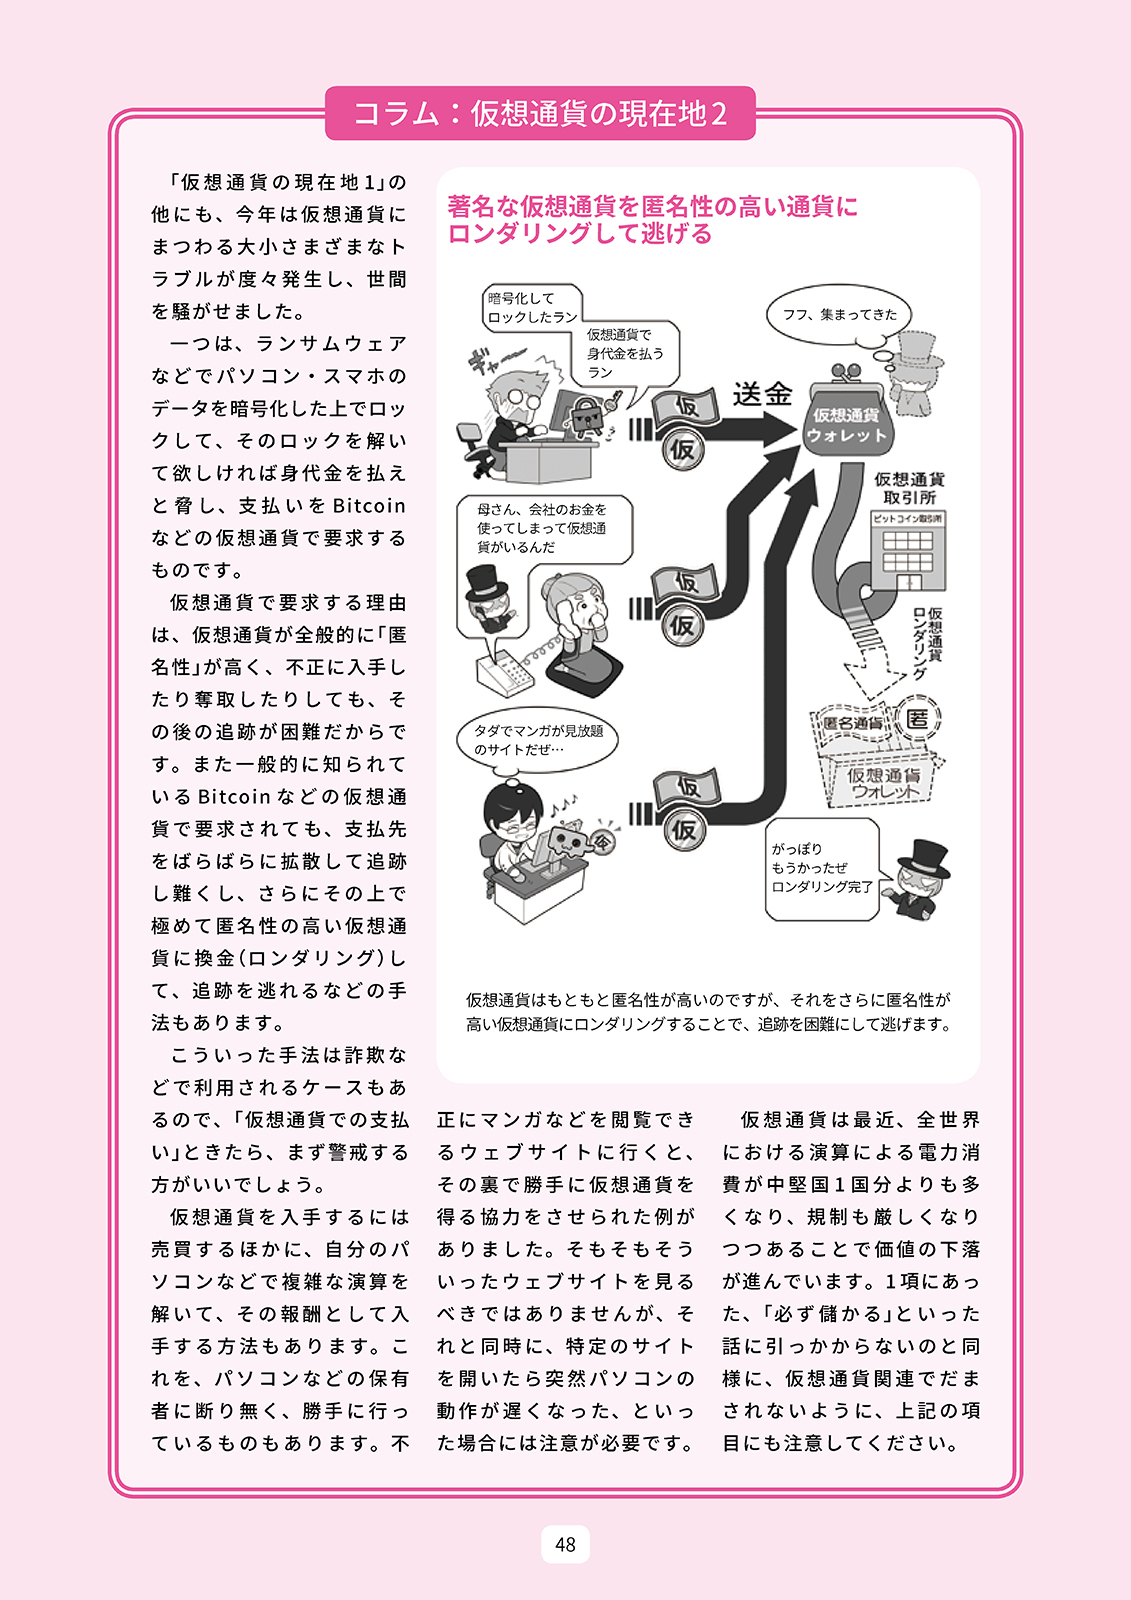 コラム：仮想通貨の現在地2
「仮想通貨の現在地1」の
他にも、今年は仮想通貨に
まつわる大小さまざまなト
ラブルが度々発生し、世間
を騒がせました。
一つは、ランサムウェア
などでパソコン・スマホの
データを暗号化した上でロッ
クして、そのロックを解い
て欲しければ身代金を払え
と脅し、支払いをBitcoin
などの仮想通貨で要求する
ものです。
仮想通貨で要求する理由
は、仮想通貨が全般的に「匿
名性」が高く、不正に入手し
たり奪取したりしても、そ
の後の追跡が困難だからで
す。また一般的に知られて
いるBitcoinなどの仮想通
貨で要求されても、支払先
をばらばらに拡散して追跡
し難くし、さらにその上で
極めて匿名性の高い仮想通
貨に換金（ロンダリング）し
て、追跡を逃れるなどの手
法もあります。
こういった手法は詐欺な
どで利用されるケースもあ
るので、「仮想通貨での支払
い」ときたら、まず警戒する
方がいいでしょう。
仮想通貨を入手するには
売買するほかに、自分のパ
ソコンなどで複雑な演算を
解いて、その報酬として入
手する方法もあります。こ
れを、パソコンなどの保有
者に断り無く、勝手に行っ
ているものもあります。不
著名な仮想通貨を匿名性の高い通貨に
ロンダリングして逃げる
暗号化して
ロックしたラン
仮想通貨で
身代金を払う
ラン
ギャー
仮
仮
送金
フフ、集まってきた
仮想通貨
ウォレット
仮想通貨
取引所
ビットコイン取引所
母さん、会社のお金を
使ってしまって仮想通
貨がいるんだ
仮
仮
仮想通貨
ロンダリング
タダでマンガが見放題
のサイトだぜ…
仮
仮
匿名通貨
匿
仮想通貨
ウォレット
がっぽり
もうかったぜ
ロンダリング完了
仮想通貨はもともと匿名性が高いのですが、それをさらに匿名性が
高い仮想通貨にロンダリングすることで、追跡を困難にして逃げます。
正にマンガなどを閲覧でき
るウェブサイトに行くと、
その裏で勝手に仮想通貨を
得る協力をさせられた例が
ありました。そもそもそう
いったウェブサイトを見る
べきではありませんが、そ
れと同時に、特定のサイト
を開いたら突然パソコンの
動作が遅くなった、といっ
た場合には注意が必要です。
仮想通貨は最近、全世界
における演算による電力消
費が中堅国1国分よりも多
くなり、規制も厳しくなり
つつあることで価値の下落
が進んでいます。1項にあっ
た、「必ず儲かる」といった
話に引っかからないのと同
様に、仮想通貨関連でだま
されないように、上記の項
目にも注意してください。
48